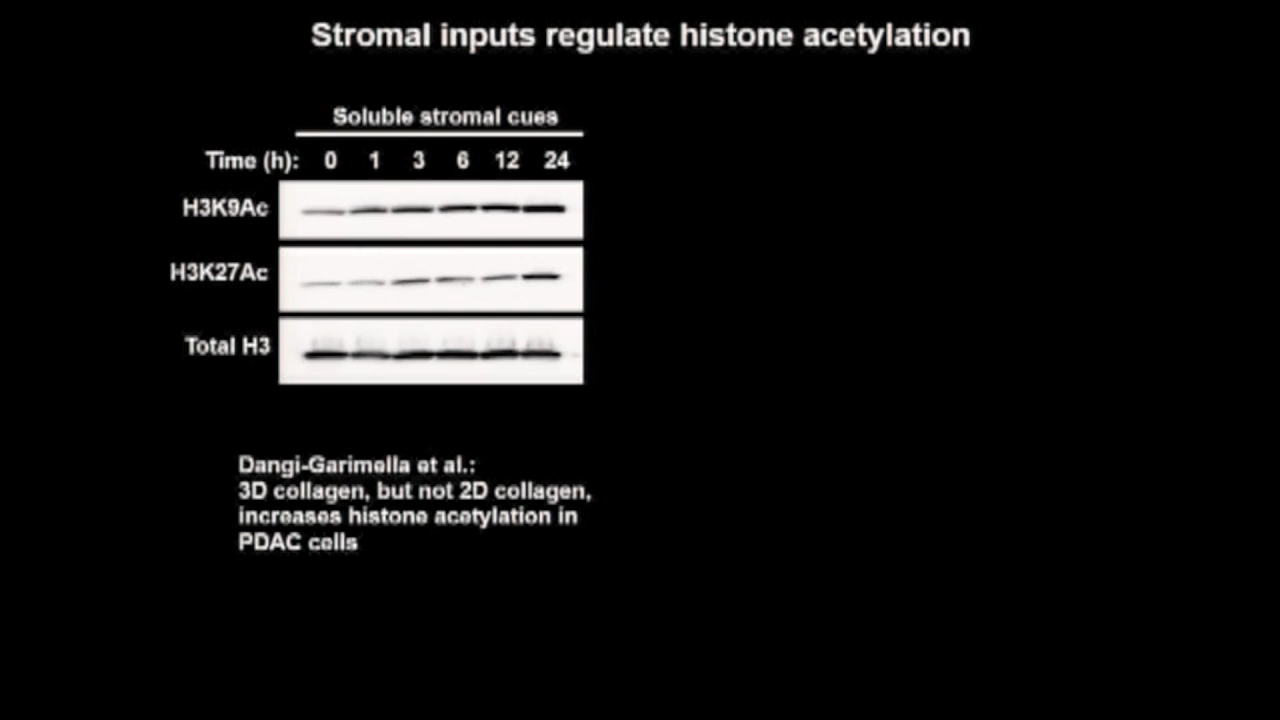 Stromal inputs regulate histone acetylation
Soluble stromal cues
Time (h): 0 1 3 6 12 24
H3K9Ac
H3K27Ac
Total H3
Dangi-Garimella et al.:
3D collagen, but not 2D collagen,
increases histone acetylation in
PDAC cells